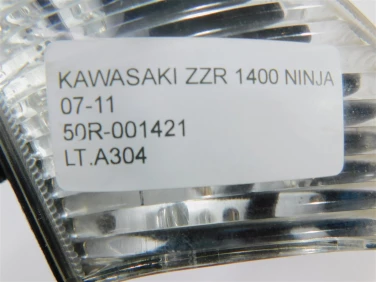 KAWASAKI ZZR 1400 NINJA
07-11
50R-001421
LT.A304